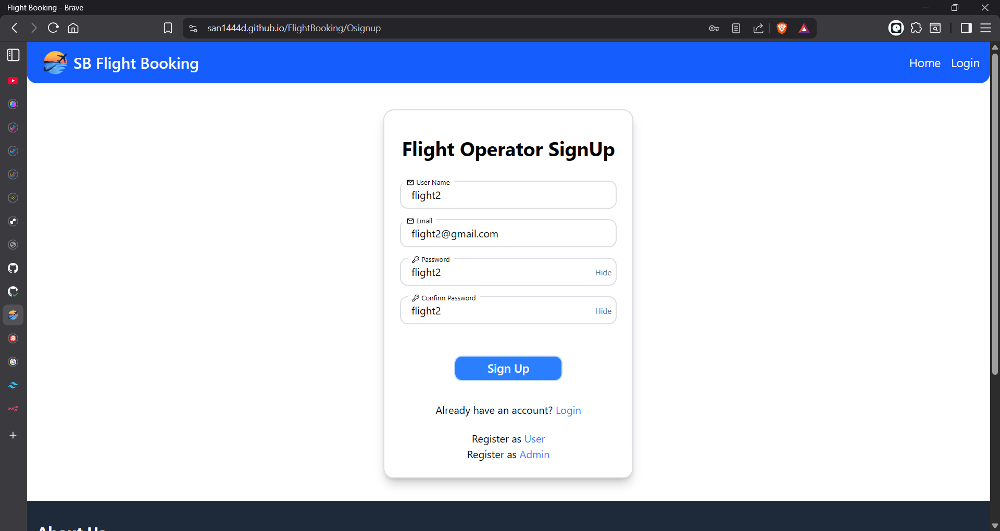 Flight Booking - Brave
san1444d.github.io/FlightBooking/Osignup
SB Flight Booking
Home
Login
Flight Operator SignUp
User Name
flight2
Email
flight2@gmail.com
Password
flight2
Hide
Confirm Password
flight2
Hide
Sign Up
Already have an account? Login
Register as User
Register as Admin
About Us